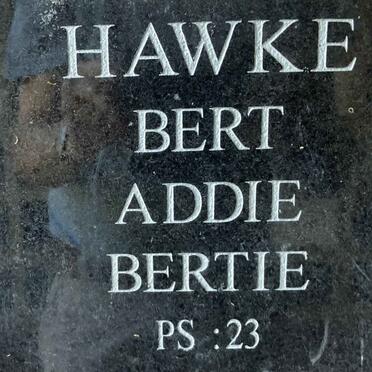 HAWKE
BERT
ADDIE
BERTIE
PS :23